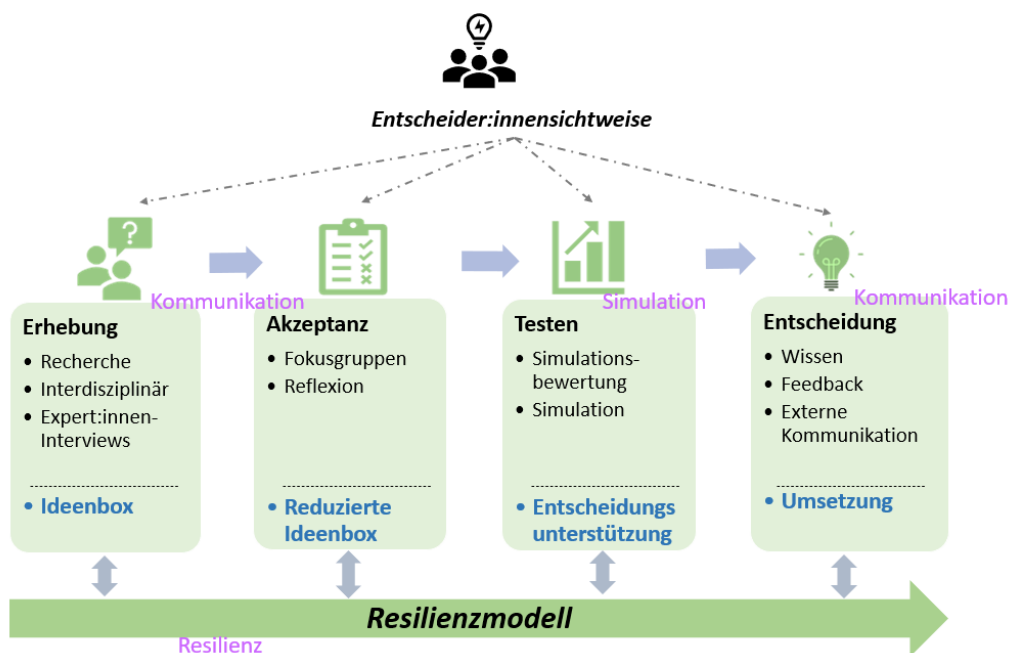 Entscheider:innensichtweise
?
Kommunikation
Simulation
Kommunikation
Erhebung
• Recherche
• Interdisziplinär
• Expert:innen-
Interviews
• Ideenbox
Akzeptanz
• Fokusgruppen
• Reflexion
• Reduzierte
Ideenbox
Testen
• Simulations-
bewertung
• Simulation
• Entscheidungs
unterstützung
Entscheidung
• Wissen
• Feedback
• Externe
Kommunikation
• Umsetzung
Resilienzmodell
Resilienz